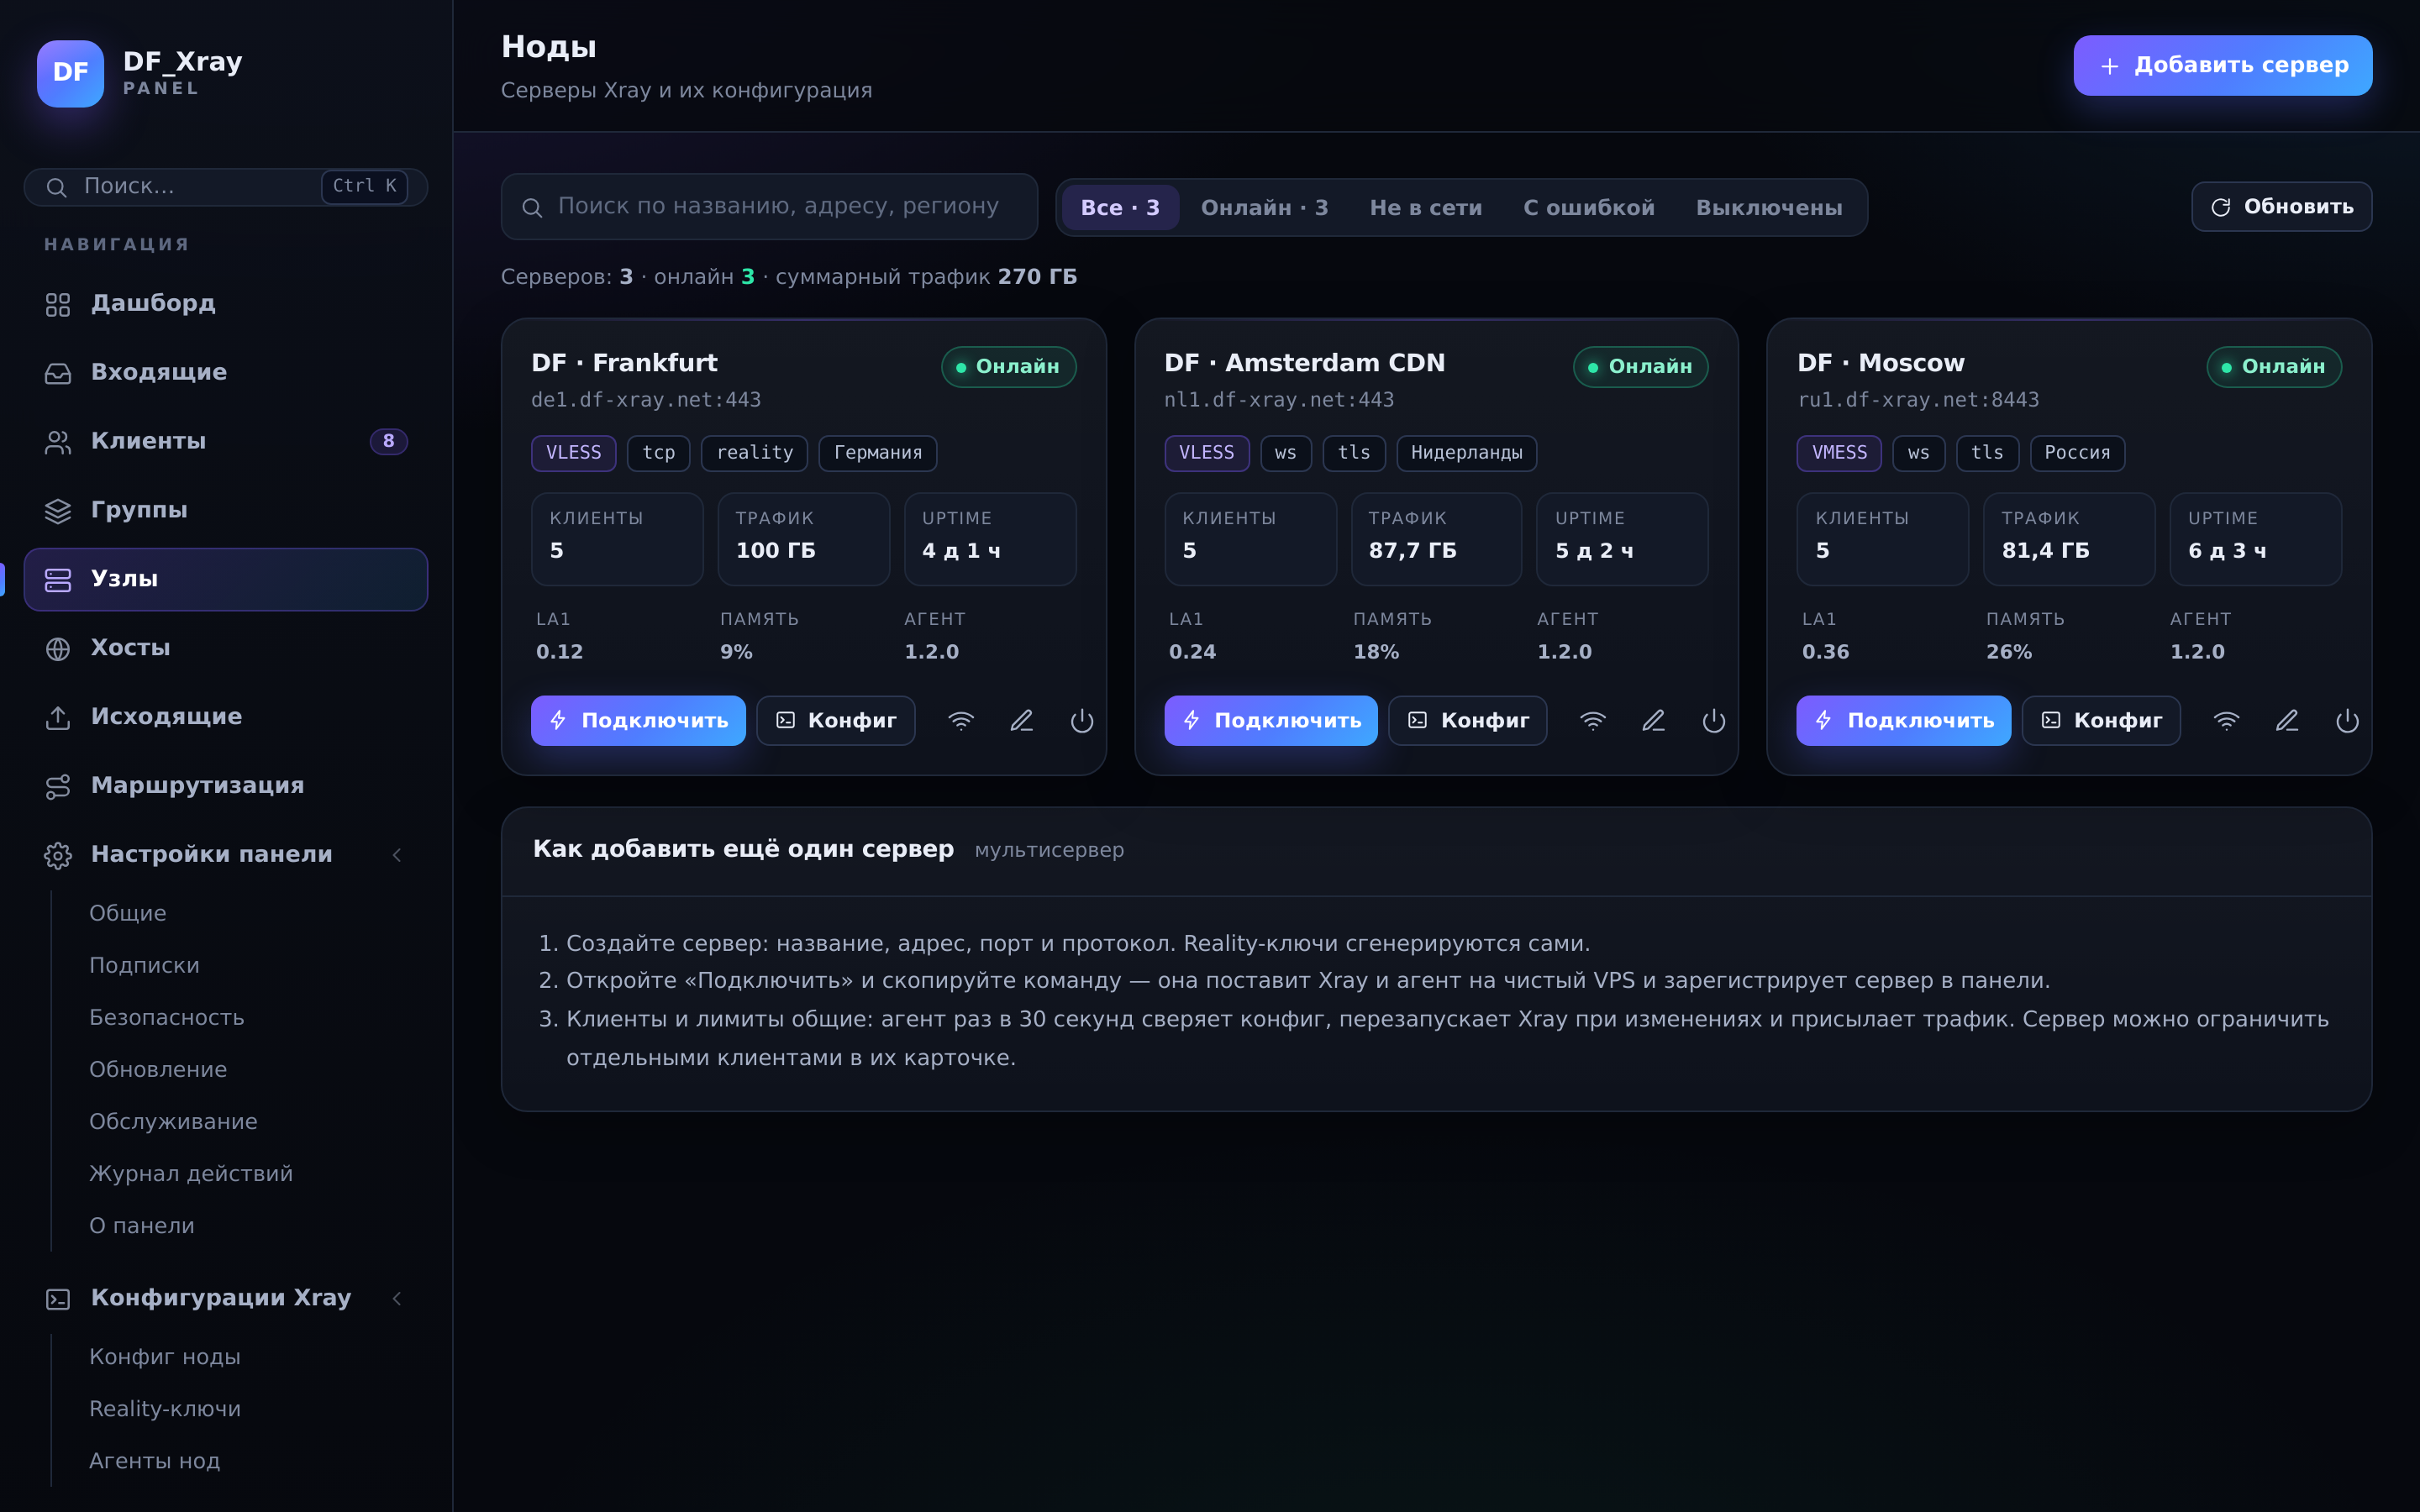 DF
DF_Xray
PANEL
Поиск...
Ctrl K
НАВИГАЦИЯ
Дашборд
Входящие
Клиенты
8
Группы
Узлы
Хосты
Исходящие
Маршрутизация
Настройки панели
Общие
Подписки
Безопасность
Обновление
Обслуживание
Журнал действий
О панели
Конфигурации Xray
Конфиг ноды
Reality-ключи
Агенты нод
Ноды
Серверы Xray и их конфигурация
Добавить сервер
Поиск по названию, адресу, региону
Все · 3 Онлайн · 3 Не в сети С ошибкой Выключены
Обновить
Серверов: 3 · онлайн 3 · суммарный трафик 270 ГБ
DF · Frankfurt
Онлайн
de1.df-xray.net:443
VLESS tcp reality Германия
КЛИЕНТЫ ТРАФИК UPTIME
5 100 ГБ 4 д 1 ч
LA1 ПАМЯТЬ АГЕНТ
0.12 9% 1.2.0
Подключить Конфиг
DF · Amsterdam CDN
Онлайн
nl1.df-xray.net:443
VLESS ws tls Нидерланды
КЛИЕНТЫ ТРАФИК UPTIME
5 87,7 ГБ 5 д 2 ч
LA1 ПАМЯТЬ АГЕНТ
0.24 18% 1.2.0
Подключить Конфиг
DF · Moscow
Онлайн
ru1.df-xray.net:8443
VMESS ws tls Россия
КЛИЕНТЫ ТРАФИК UPTIME
5 81,4 ГБ 6 д 3 ч
LA1 ПАМЯТЬ АГЕНТ
0.36 26% 1.2.0
Подключить Конфиг
Как добавить ещё один сервер мультисервер
1. Создайте сервер: название, адрес, порт и протокол. Reality-ключи сгенерируются сами.
2. Откройте «Подключить» и скопируйте команду — она поставит Xray и агент на чистый VPS и зарегистрирует сервер в панели.
3. Клиенты и лимиты общие: агент раз в 30 секунд сверяет конфиг, перезапускает Xray при изменениях и присылает трафик. Сервер можно ограничить
отдельными клиентами в их карточке.